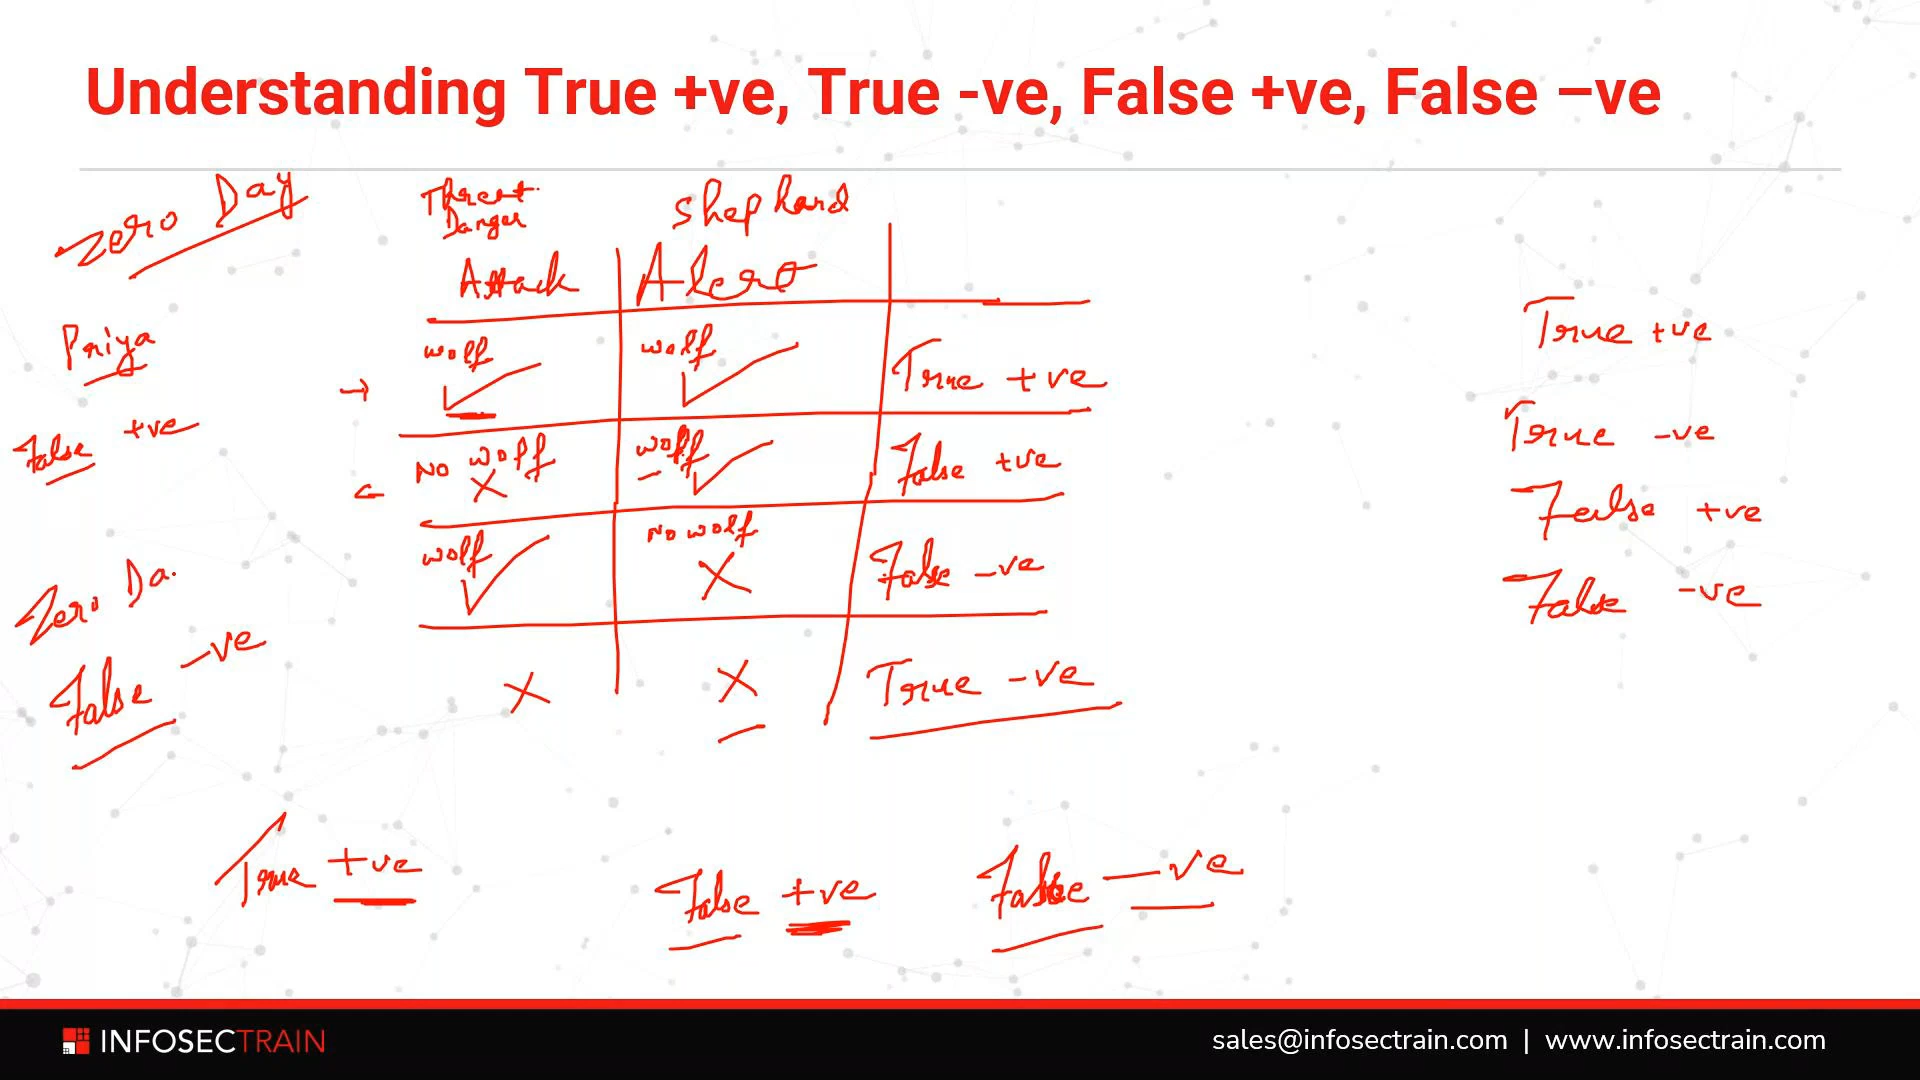 Understanding True +ve, True -ve, False +ve, False –ve
Zero Day
Threat
Danger
Shephard
Attack
Alert
Priya
wolf
wolf
True +ve
False +ve
No wolf
wolf
False +ve
wolf
No wolf
False -ve
Zero Da
False -ve
True -ve
True +ve
True -ve
False +ve
False -ve
True +ve
False +ve
False -ve
INFOSECTRAIN
sales@infosectrain.com | www.infosectrain.com